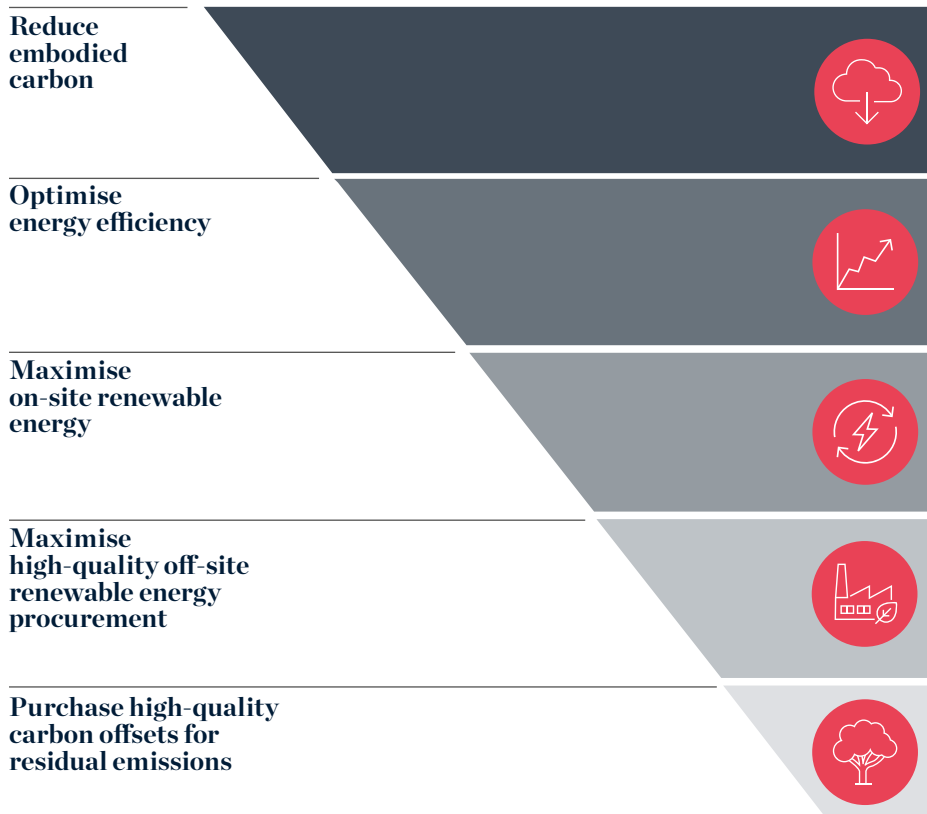 Reduce
embodied
carbon
Optimise
energy efficiency
Maximise
on-site renewable
energy
Maximise
high-quality off-site
renewable energy
procurement
Purchase high-quality
carbon offsets for
residual emissions